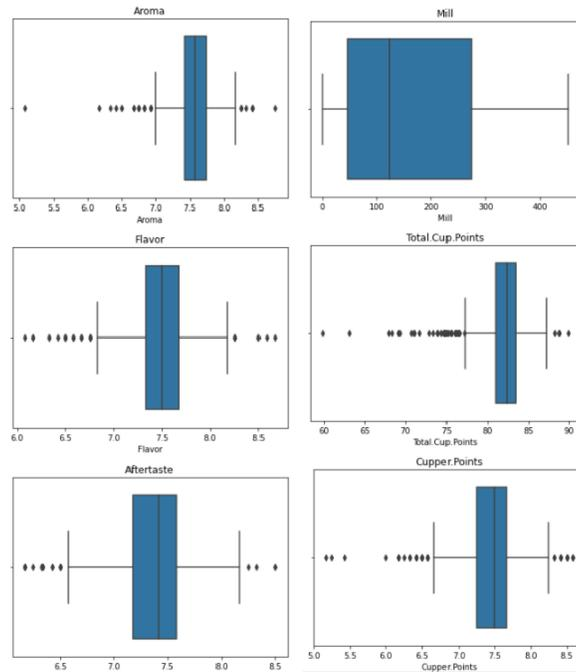 Aroma
5.0 5.5 6.0 6.5 7.0 7.5 8.0 8.5
Aroma
Mill
0 100 200 300 400
Mill
Flavor
6.0 6.5 7.0 7.5 8.0 8.5
Flavor
Total.Cup.Points
60 65 70 75 80 85 90
Total.Cup.Points
Aftertaste
6.5 7.0 7.5 8.0 8.5
Cupper.Points
5.0 5.5 6.0 6.5 7.0 7.5 8.0 8.5
Cupper.Points